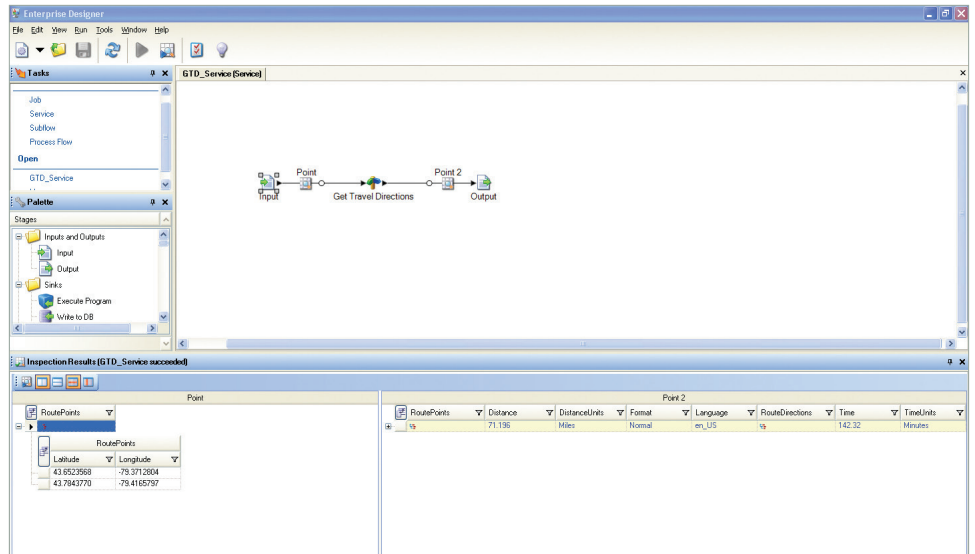 Enterprise Designer
File Edit View Run Tools Window Help
Tasks
GTD_Service (Service)
Job
Service
Subflow
Process Flow
Open
GTD_Service
Palette
Stages
Inputs and Outputs
Input
Output
Sinks
Execute Program
Write to DB
Input
Point
Get Travel Directions
Point 2
Output
Inspection Results (GTD_Service succeeded)
Point
RoutePoints
RoutePoints
Latitude Longitude
43.6523568 -79.3712804
43.7843770 -79.4165797
Point 2
RoutePoints Distance DistanceUnits Format Language RouteDirections Time TimeUnits
71.196 Miles Normal en_US 142.32 Minutes